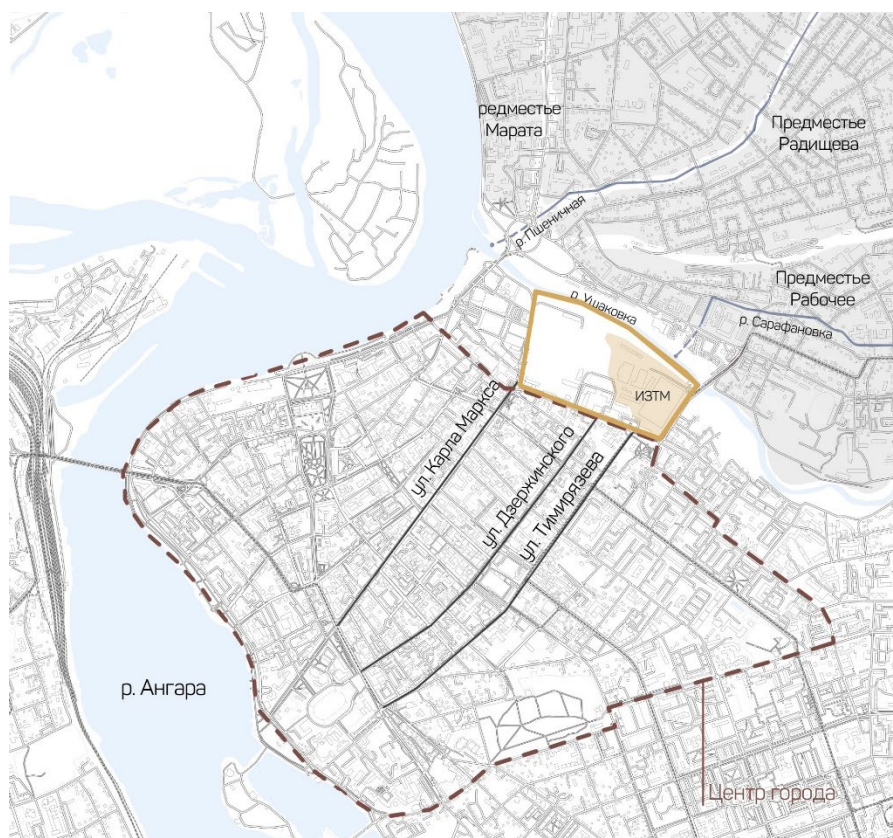 редместье
Марата
Предместье
Радищева
р. Пшеничная
Предместье
Рабочее
р. Ушаковка
р. Сарафановка
ИЗТМ
ул. Карла Маркса
ул. Дзержинского
ул. Тимирязева
р. Ангара
Центр города